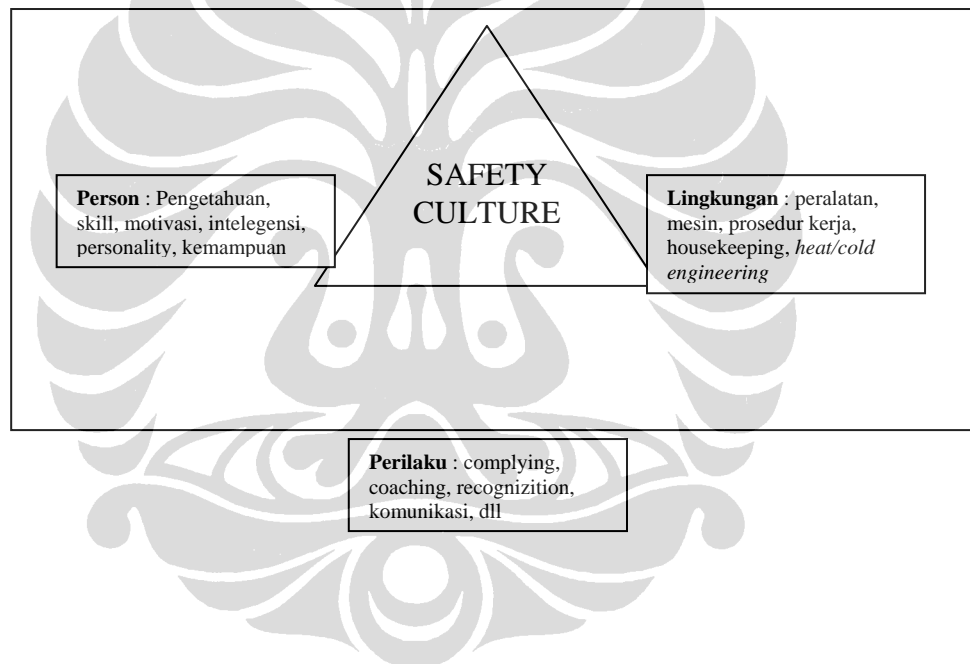 SAFETY
CULTURE
Person : Pengetahuan,
skill, motivasi, intelegensi,
personality, kemampuan
Lingkungan : peralatan,
mesin, prosedur kerja,
housekeeping, heat/cold
engineering
Perilaku : complying,
coaching, recognizition,
komunikasi, dll